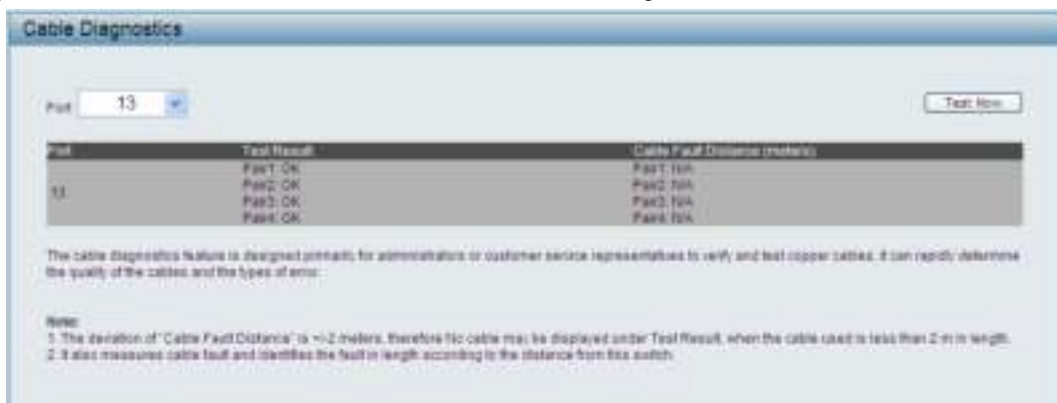 Cable Diagnostics
Port 13 Test Now
Port Test Result Cable Fault Distance (meters)
13 Pair1: OK Pair1: N/A
Pair2: OK Pair2: N/A
Pair3: OK Pair3: N/A
Pair4: OK Pair4: N/A
The cable diagnostics feature is designed primarily for administrators or customer service representatives to verify and test copper cables, it can rapidly determine
the quality of the cables and the types of error.
Note:
1. The deviation of "Cable Fault Distance" is +/-2 meters, therefore No cable may be displayed under Test Result, when the cable used is less than 2 m in length.
2. It also measures cable fault and identifies the fault in length according to the distance from this switch.